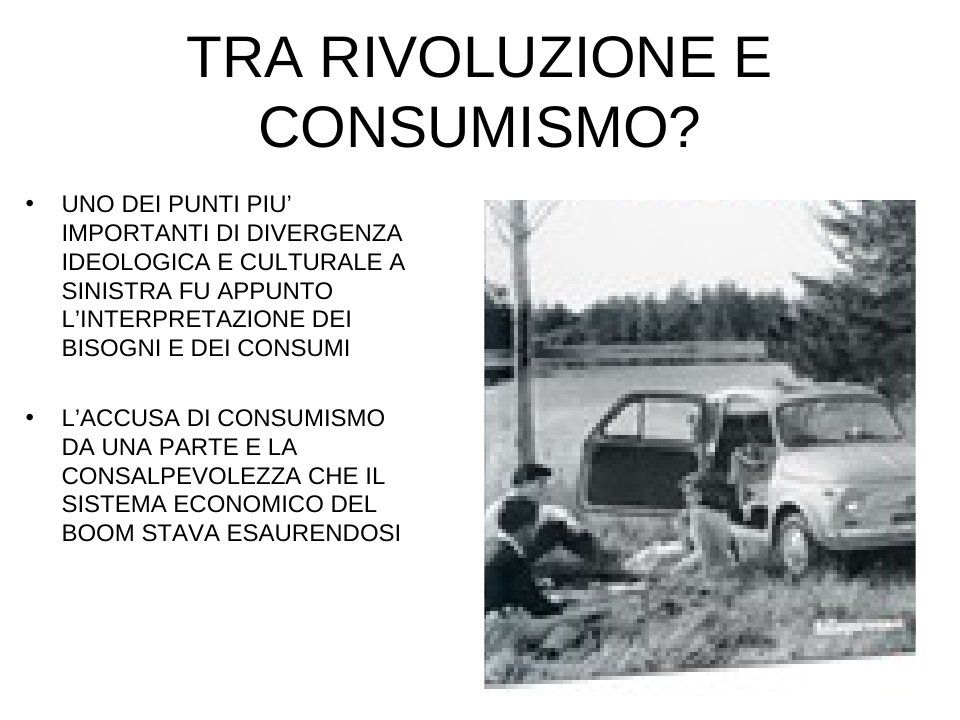 TRA RIVOLUZIONE E
CONSUMISMO?
• UNO DEI PUNTI PIU’
IMPORTANTI DI DIVERGENZA
IDEOLOGICA E CULTURALE A
SINISTRA FU APPUNTO
L’INTERPRETAZIONE DEI
BISOGNI E DEI CONSUMI
• L’ACCUSA DI CONSUMISMO
DA UNA PARTE E LA
CONSALPEVOLEZZA CHE IL
SISTEMA ECONOMICO DEL
BOOM STAVA ESAURENDOSI